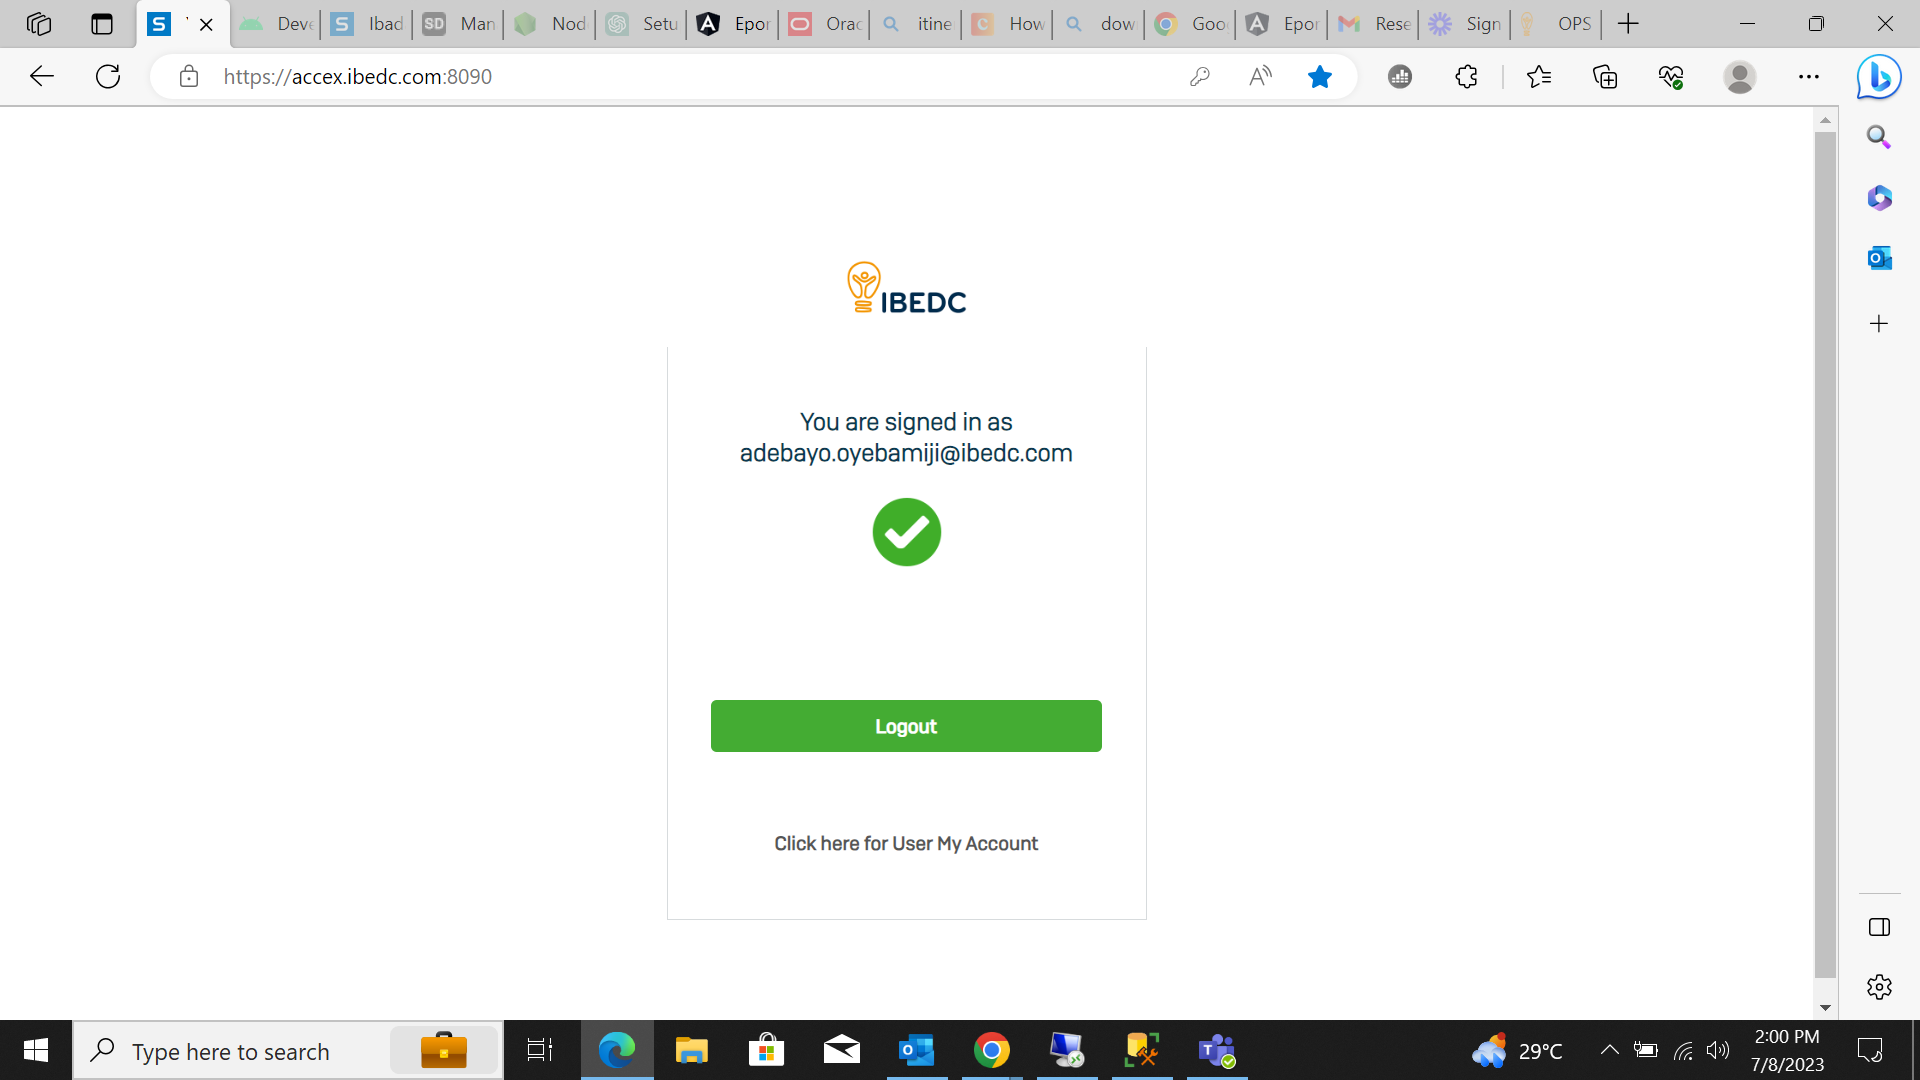 Deve
Ibad
SD Man
Nod
Setu
Epor
Orac
itine
How
dow
Goo
Epor
Rese
Sign
OPS
https://accex.ibedc.com:8090
IBEDC
You are signed in as
adebayo.oyebamiji@ibedc.com
Logout
Click here for User My Account
Type here to search
29°C
2:00 PM
7/8/2023